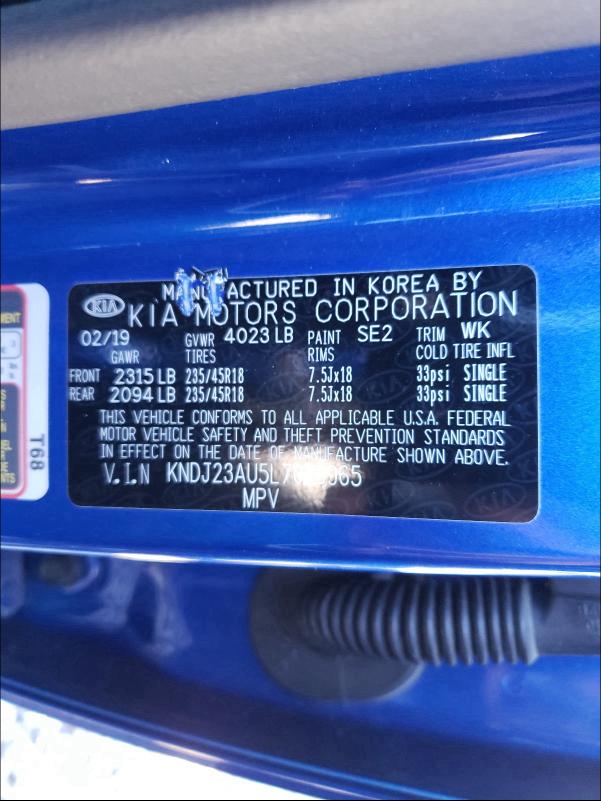 KIA
MANUFACTURED IN KOREA BY
KIA MOTORS CORPORATION
02/19 GVWR 4023 LB PAINT SE2 TRIM WK
GAWR TIRES RIMS COLD TIRE INFL
FRONT 2315 LB 235/45R18 7.5Jx18 33psi SINGLE
REAR 2094 LB 235/45R18 7.5Jx18 33psi SINGLE
THIS VEHICLE CONFORMS TO ALL APPLICABLE U.S.A. FEDERAL
MOTOR VEHICLE SAFETY AND THEFT PREVENTION STANDARDS
IN EFFECT ON THE DATE OF MANUFACTURE SHOWN ABOVE.
V.I.N
MPV
T68